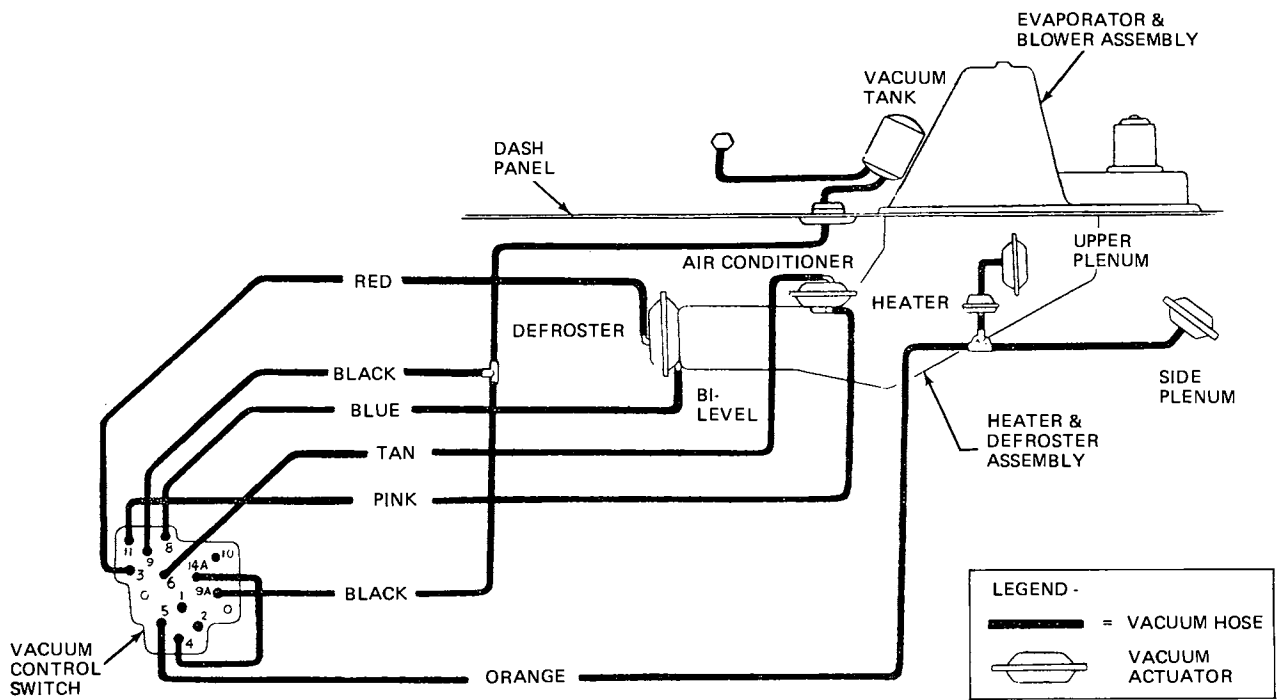 EVAPORATOR &
BLOWER ASSEMBLY
VACUUM
TANK
DASH
PANEL
UPPER
PLENUM
AIR CONDITIONER
RED
HEATER
DEFROSTER
BLACK
SIDE
PLENUM
BI-
LEVEL
BLUE
HEATER &
DEFROSTER
ASSEMBLY
TAN
PINK
11
9
8
10
3
6
14A
9A
1
5
2
4
BLACK
VACUUM
CONTROL
SWITCH
ORANGE
LEGEND -
= VACUUM HOSE
VACUUM
ACTUATOR